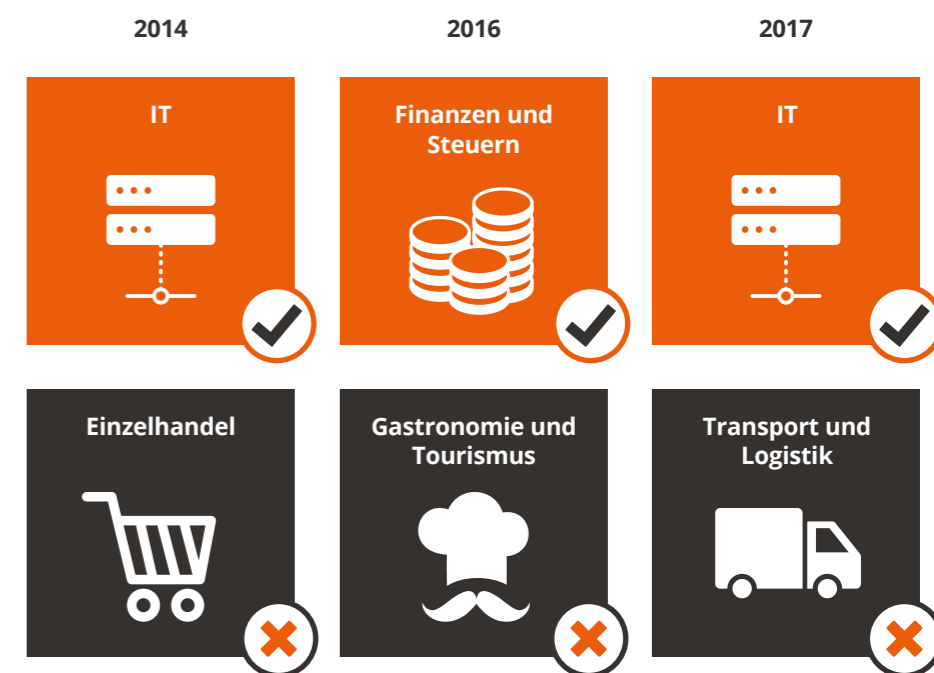 2014
2016
2017
IT
Finanzen und
Steuern
IT
Einzelhandel
Gastronomie und
Tourismus
Transport und
Logistik